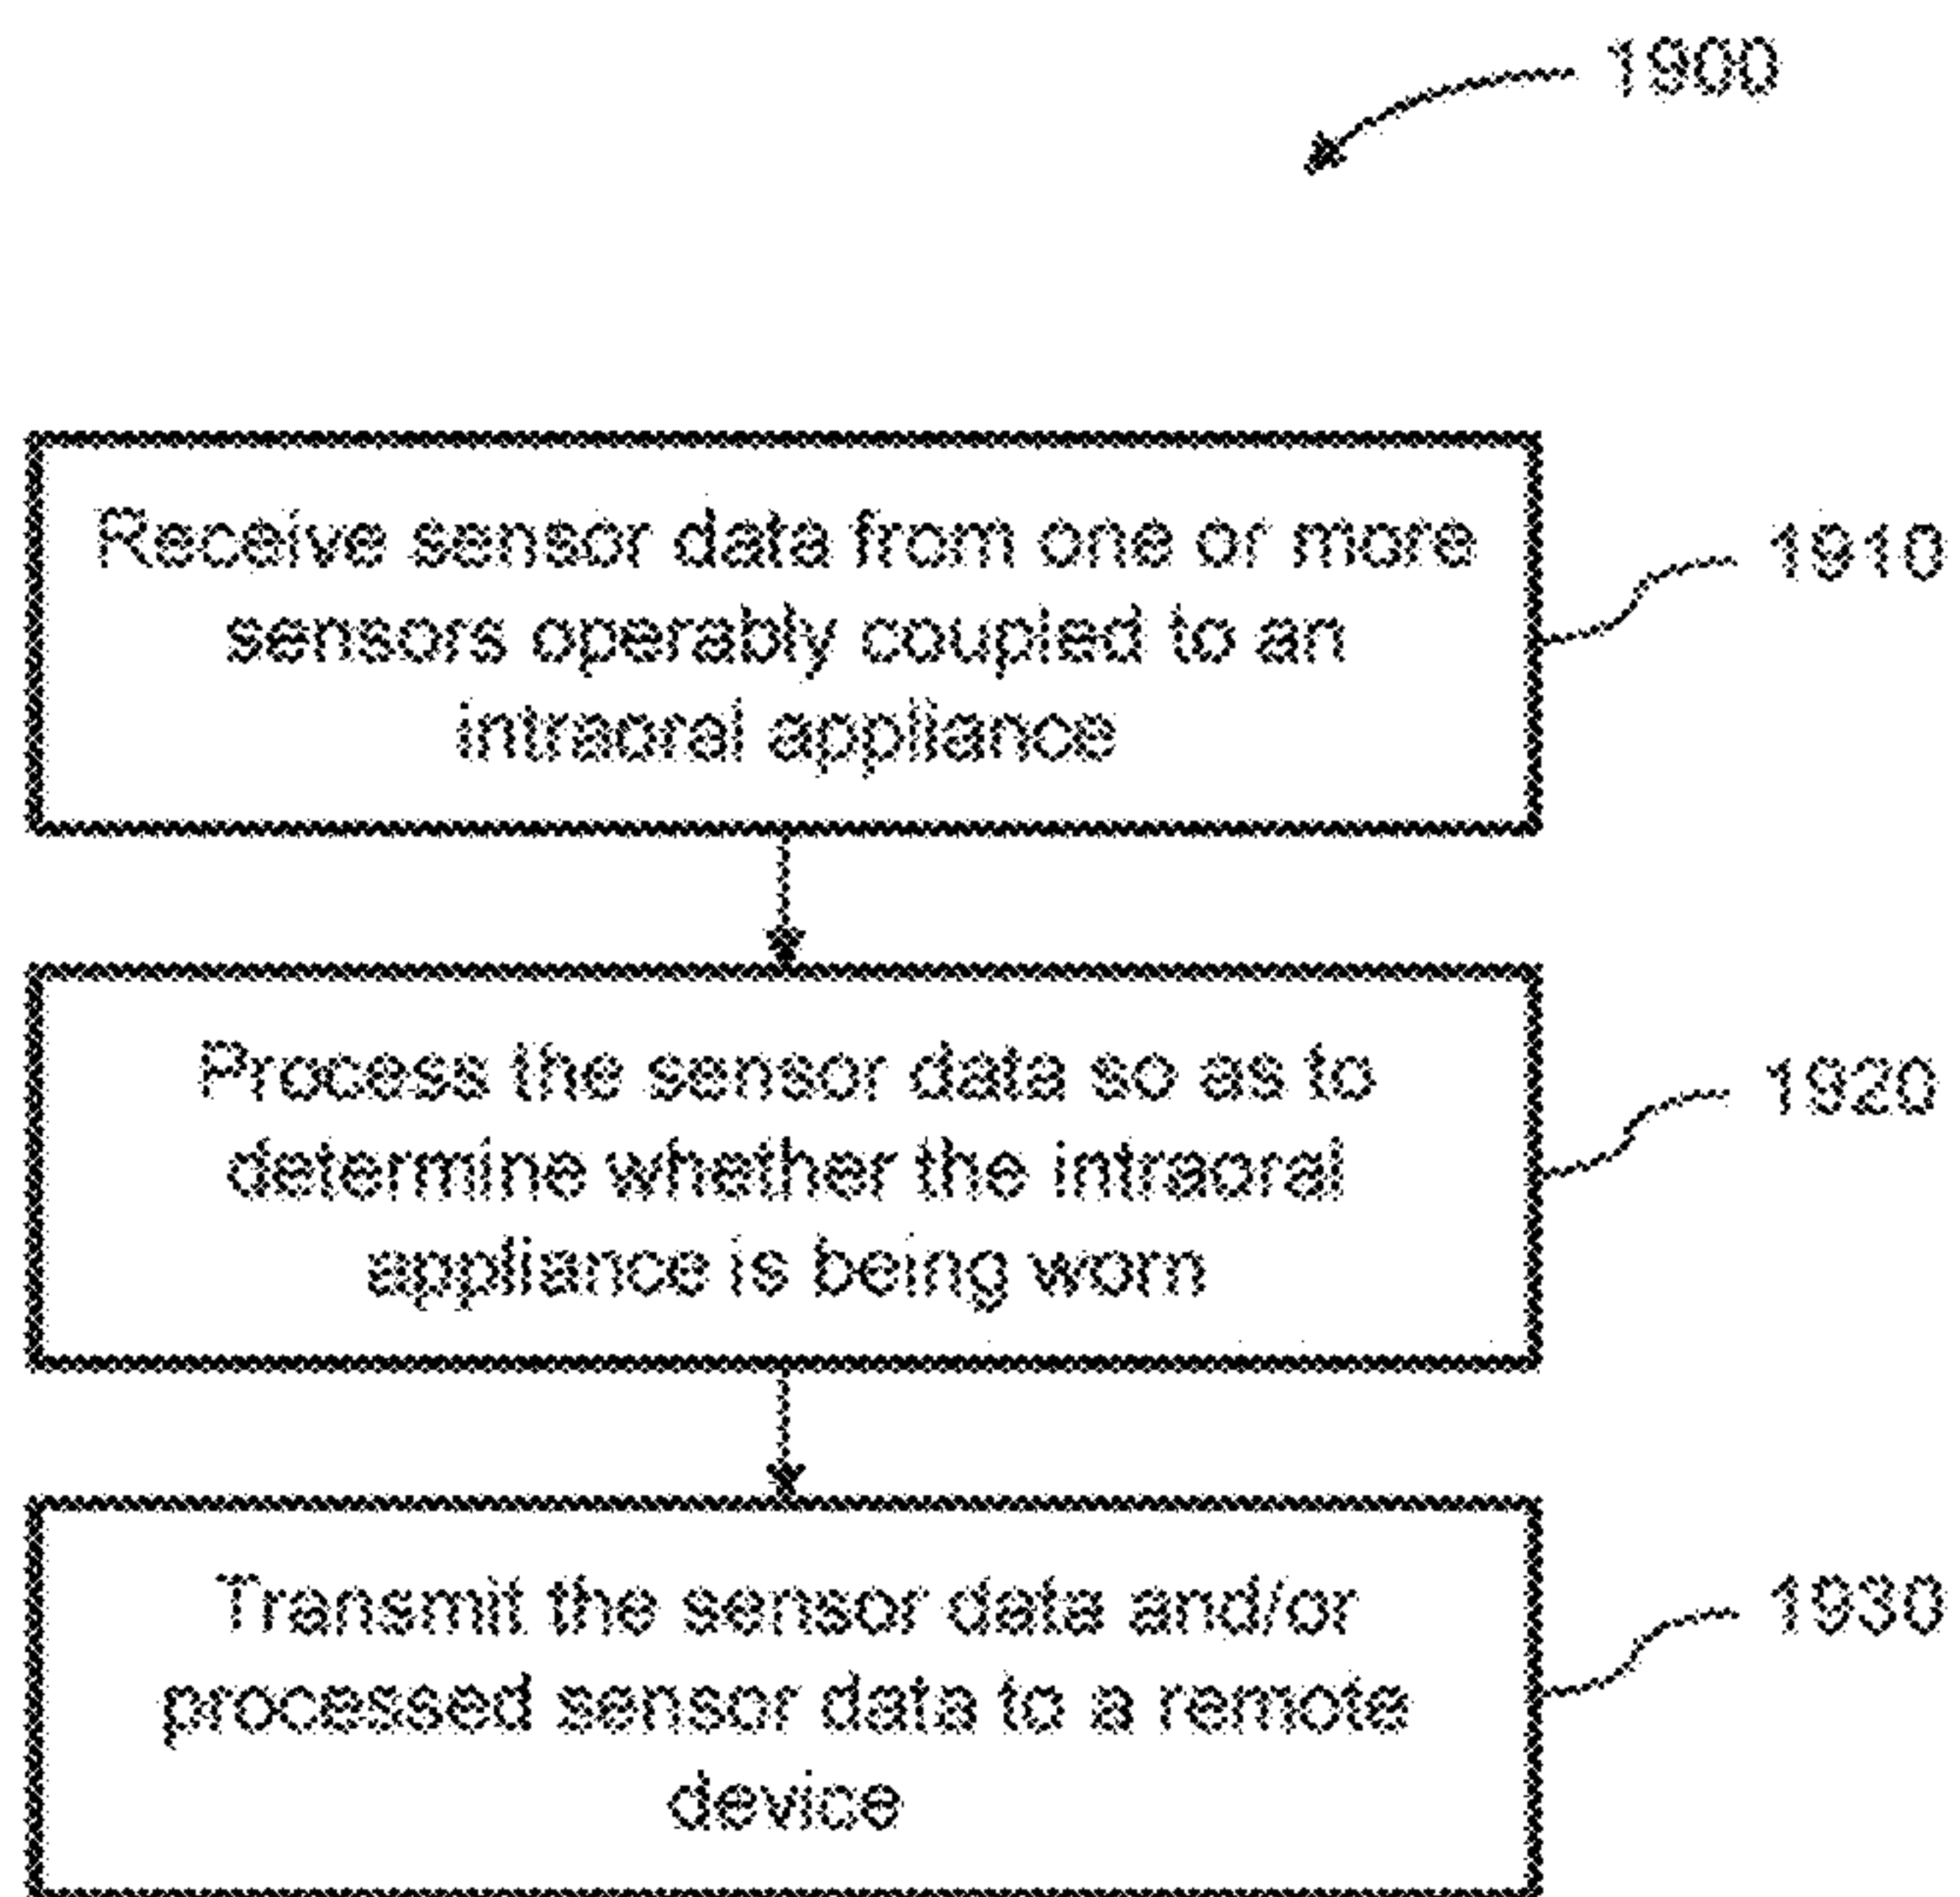 1900
Receive sensor data from one or more
sensors operably coupled to an
intraoral appliance
1910
Process the sensor data so as to
determine whether the intraoral
appliance is being worn
1920
Transmit the sensor data and/or
processed sensor data to a remote
device
1930